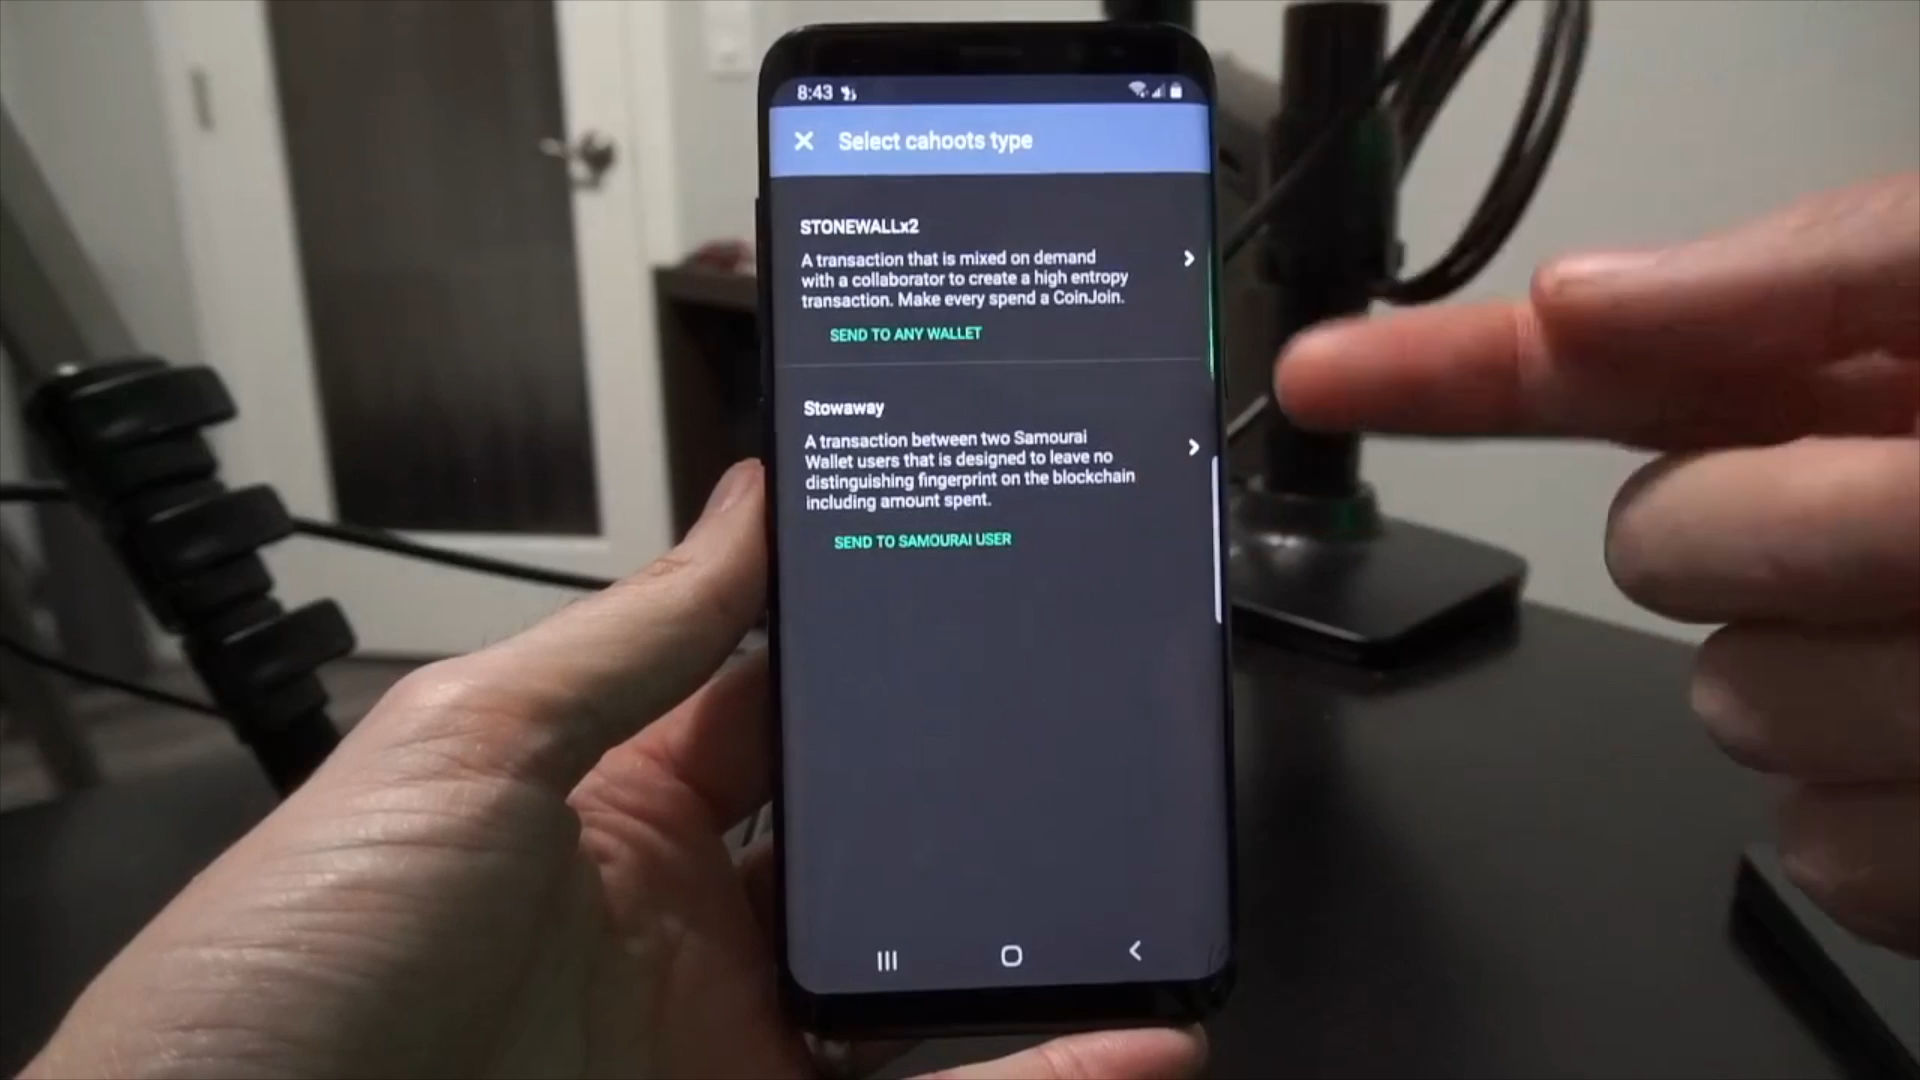 8:43
Select cahoots type
STONEWALLx2
A transaction that is mixed on demand
with a collaborator to create a high entropy
transaction. Make every spend a CoinJoin.
SEND TO ANY WALLET
Stowaway
A transaction between two Samourai
Wallet users that is designed to leave no
distinguishing fingerprint on the blockchain
including amount spent.
SEND TO SAMOURAI USER